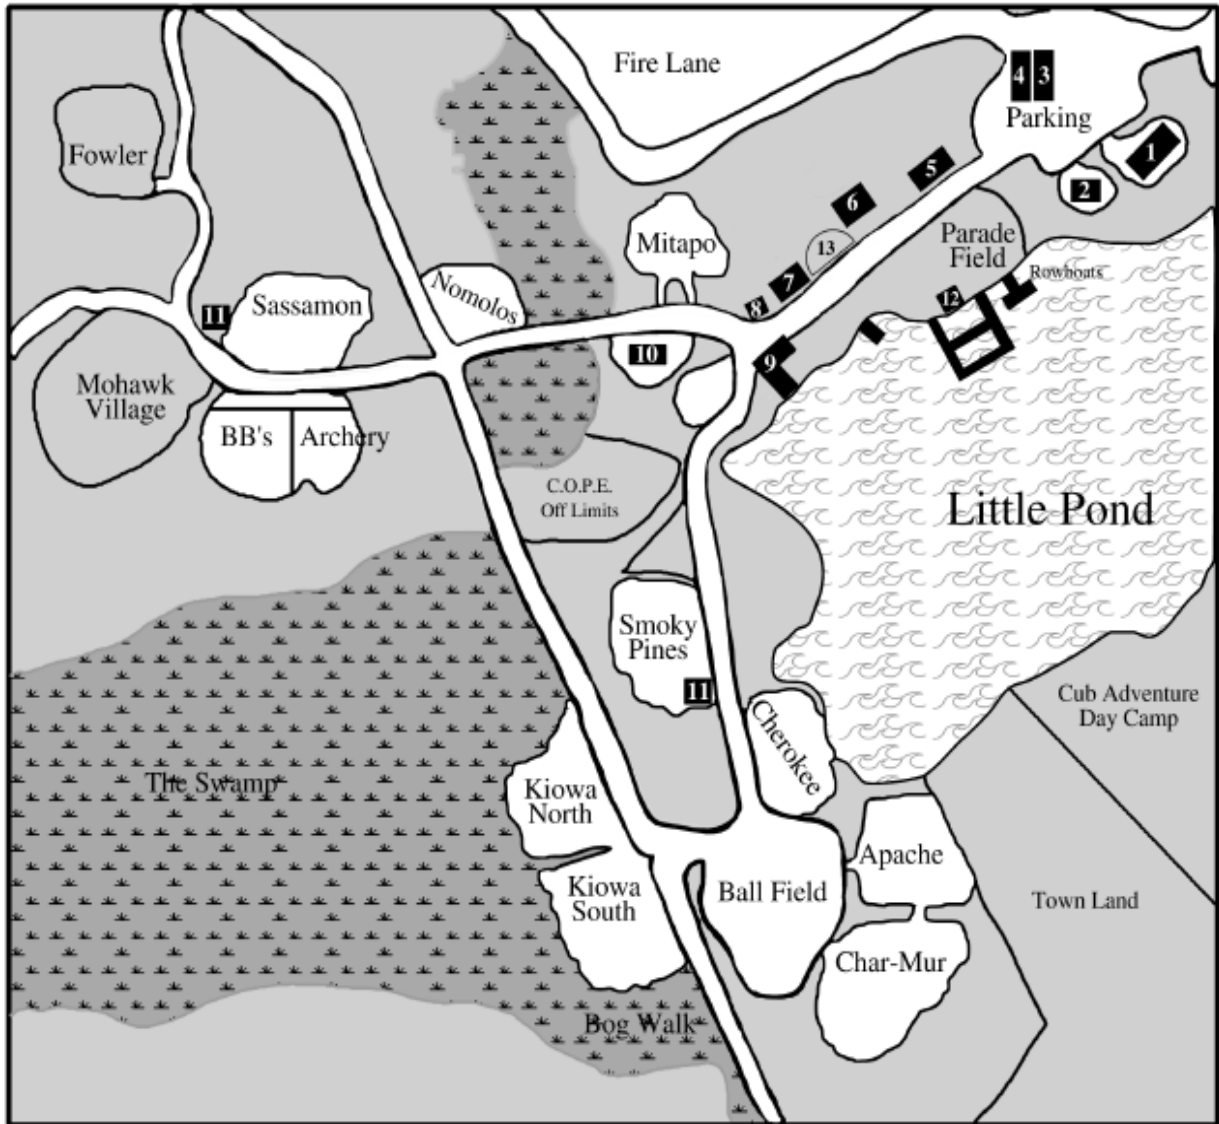 Fire Lane
4 3
Parking
1
Fowler
5
2
6
Mitapo
13
Parade
Field
Rowboats
Nomolos
7
12
Sassamon
11
8
10
9
Mohawk
Village
BB's
Archery
C.O.P.E.
Off Limits
Little Pond
Smoky
Pines
11
Cub Adventure
Day Camp
Cherokee
The Swamp
Kiowa
North
Apache
Kiowa
South
Ball Field
Town Land
Char-Mur
Bog Walk